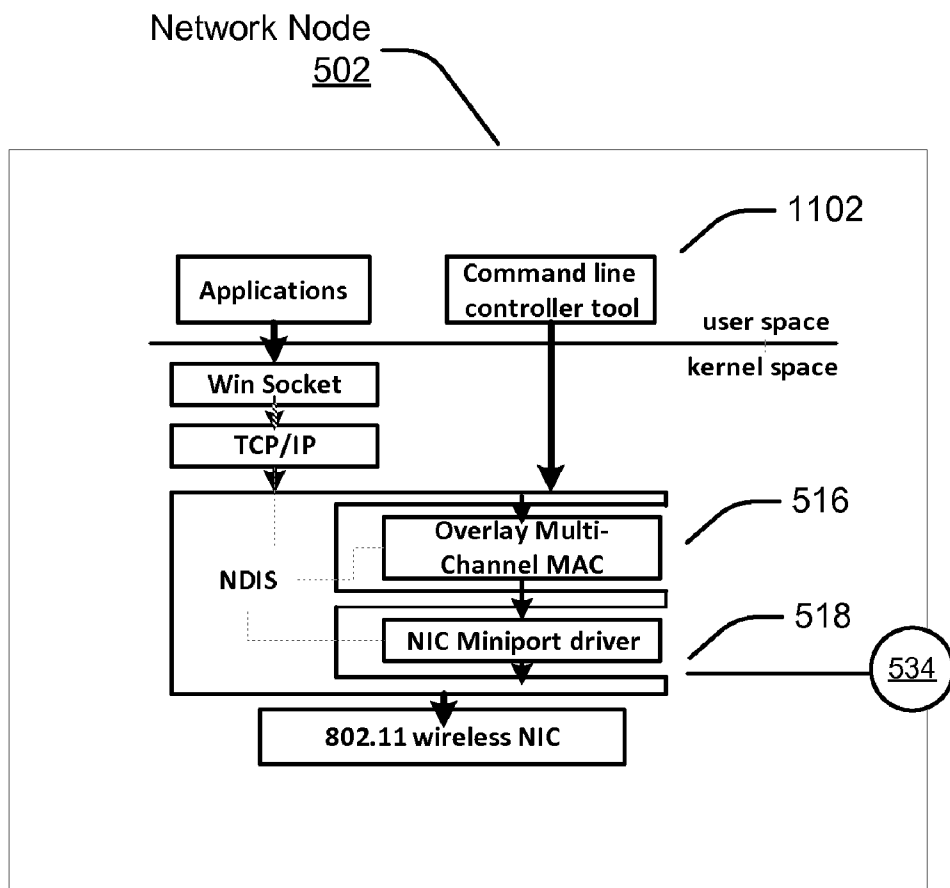 Network Node
502
1102
Applications
Command line
controller tool
user space
kernel space
Win Socket
TCP/IP
516
Overlay Multi-
Channel MAC
NDIS
518
NIC Miniport driver
534
802.11 wireless NIC